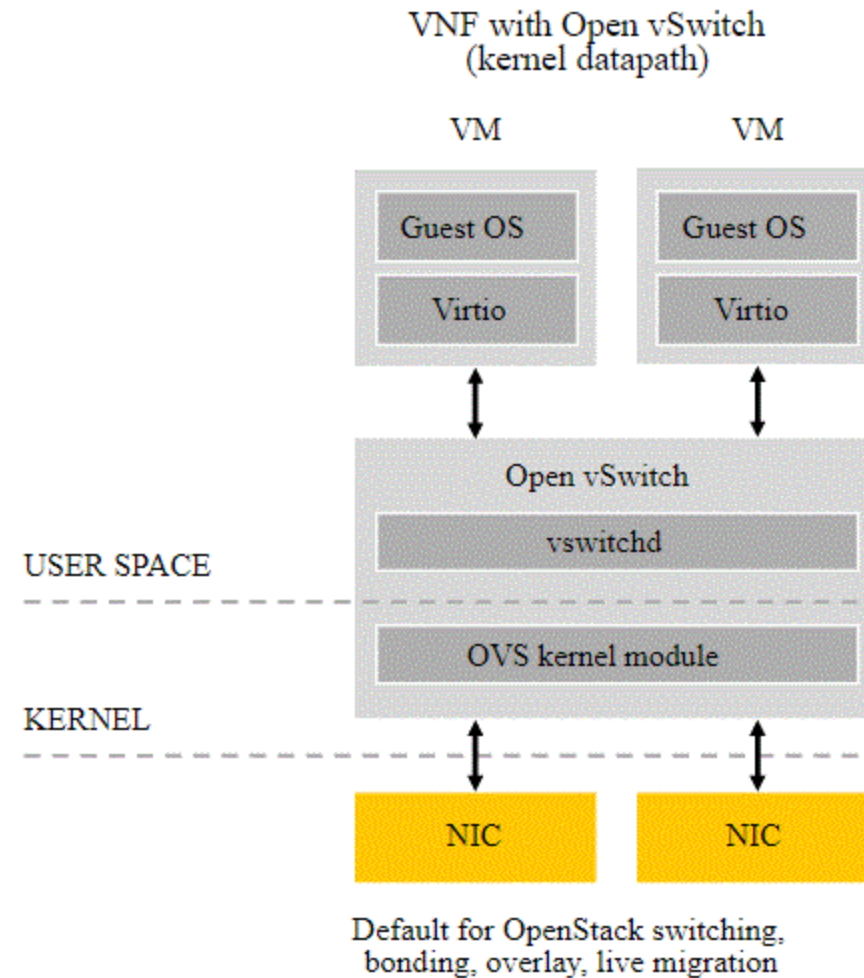 VNF with Open vSwitch
(kernel datapath)
VM
VM
Guest OS
Guest OS
Virtio
Virtio
Open vSwitch
vswitchd
USER SPACE
OVS kernel module
KERNEL
NIC
NIC
Default for OpenStack switching,
bonding, overlay, live migration